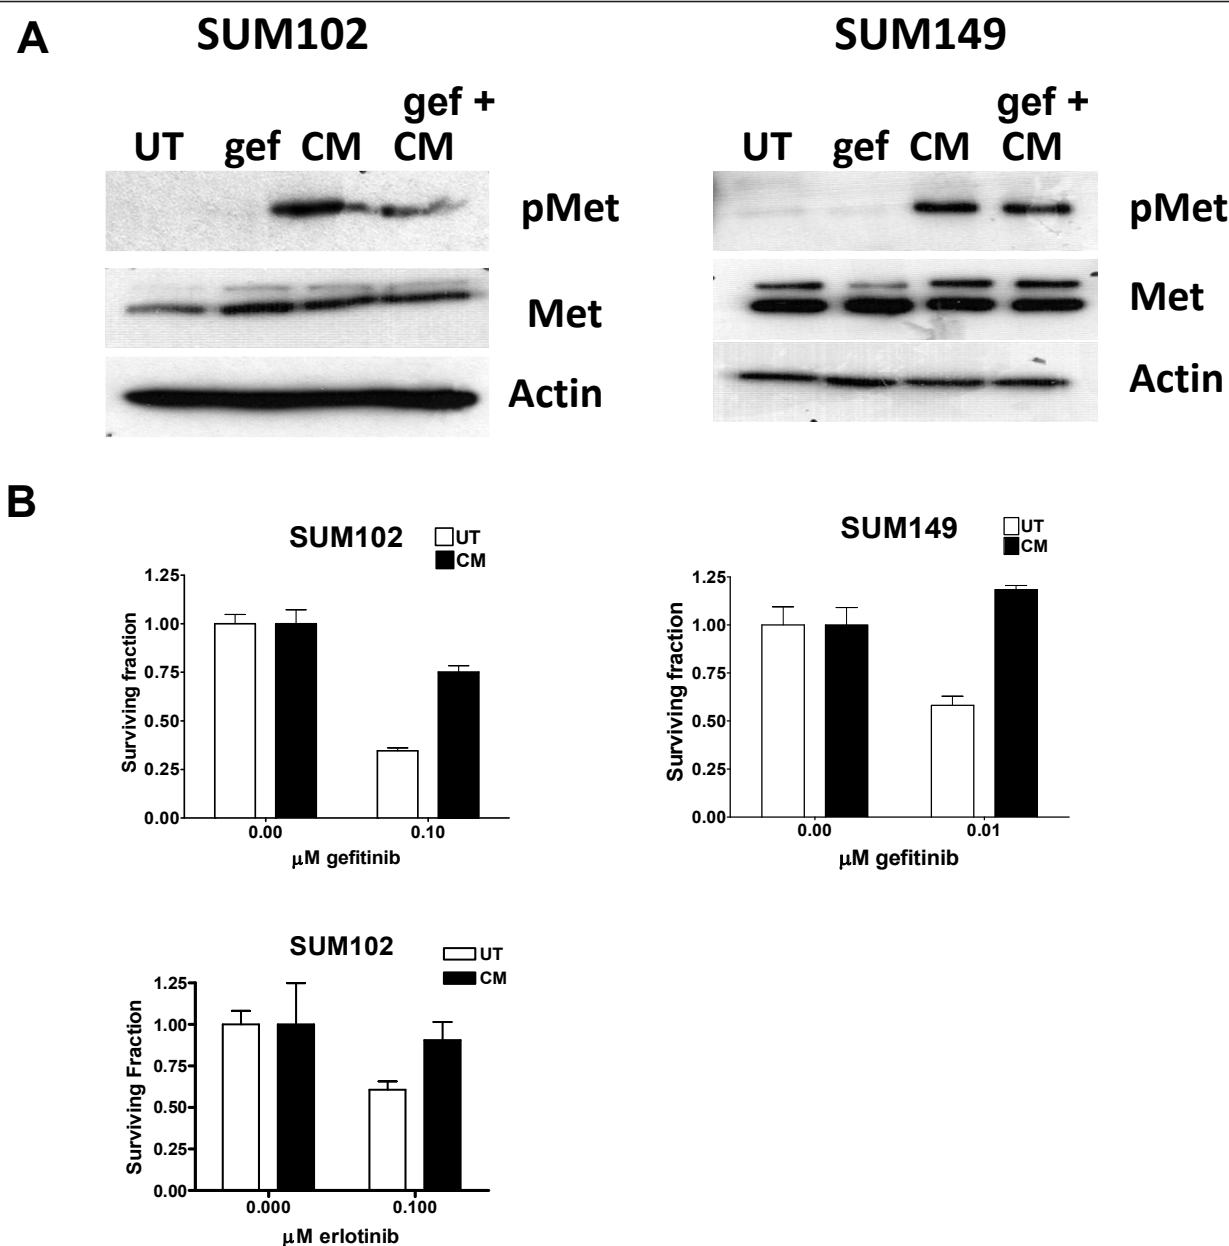 A
SUM102
SUM149
gef +
UT gef CM CM
gef +
UT gef CM CM
pMet
Met
Actin
pMet
Met
Actin
B
SUM102
UT
CM
Surviving fraction
1.25
1.00
0.75
0.50
0.25
0.00
0.00 0.10
μM gefitinib
SUM149
UT
CM
Surviving fraction
1.25
1.00
0.75
0.50
0.25
0.00
0.00 0.01
μM gefitinib
SUM102
UT
CM
Surviving Fraction
1.25
1.00
0.75
0.50
0.25
0.00
0.000 0.100
μM erlotinib